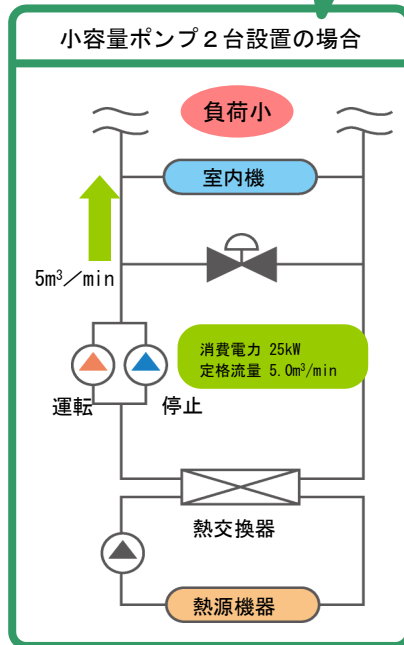 小容量ポンプ２台設置の場合
負荷小
室内機
5m³／min
消費電力 25kW
定格流量 5.0m³/min
運転
停止
熱交換器
熱源機器